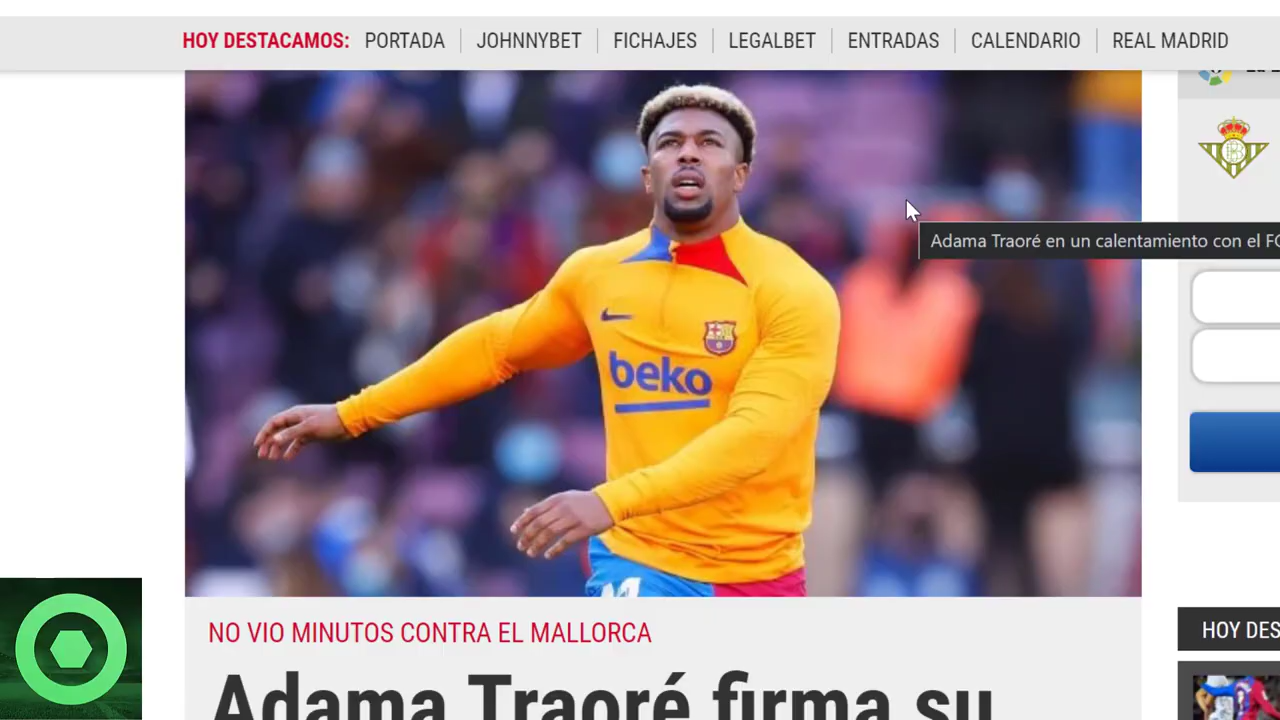 HOY DESTACAMOS: PORTADA JOHNNYBET FICHAJES LEGALBET ENTRADAS CALENDARIO REAL MADRID
Adama Traoré en un calentamiento con el FC
beko
NO VIO MINUTOS CONTRA EL MALLORCA
Adama Traoré firma su
HOY DES